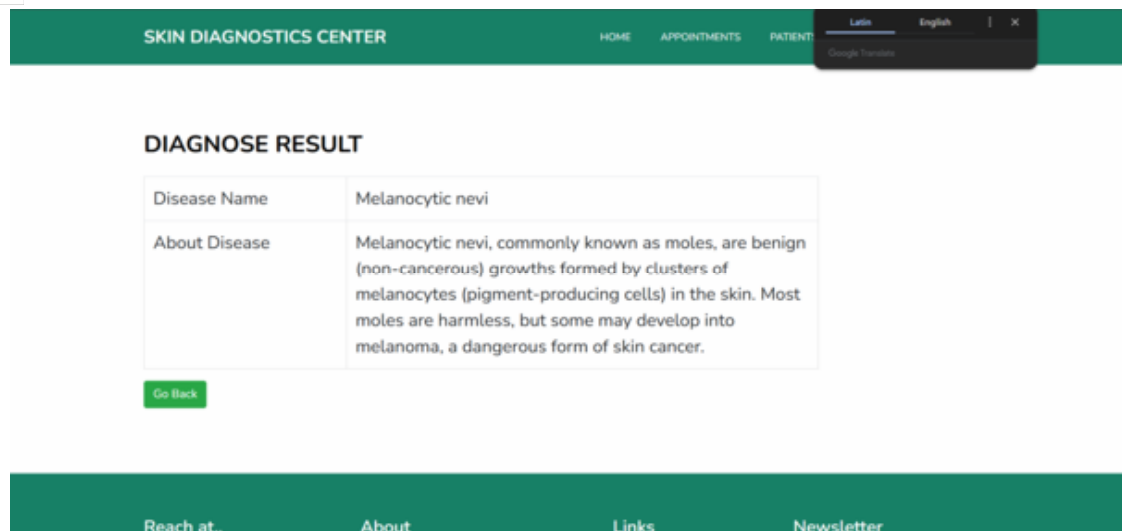 SKIN DIAGNOSTICS CENTER
HOME APPOINTMENTS
Latin English
Google Translate
DIAGNOSE RESULT
Disease Name Melanocytic nevi
About Disease Melanocytic nevi, commonly known as moles, are benign
(non-cancerous) growths formed by clusters of
melanocytes (pigment-producing cells) in the skin. Most
moles are harmless, but some may develop into
melanoma, a dangerous form of skin cancer.
Go Back
Reach at.. About Links Newsletter